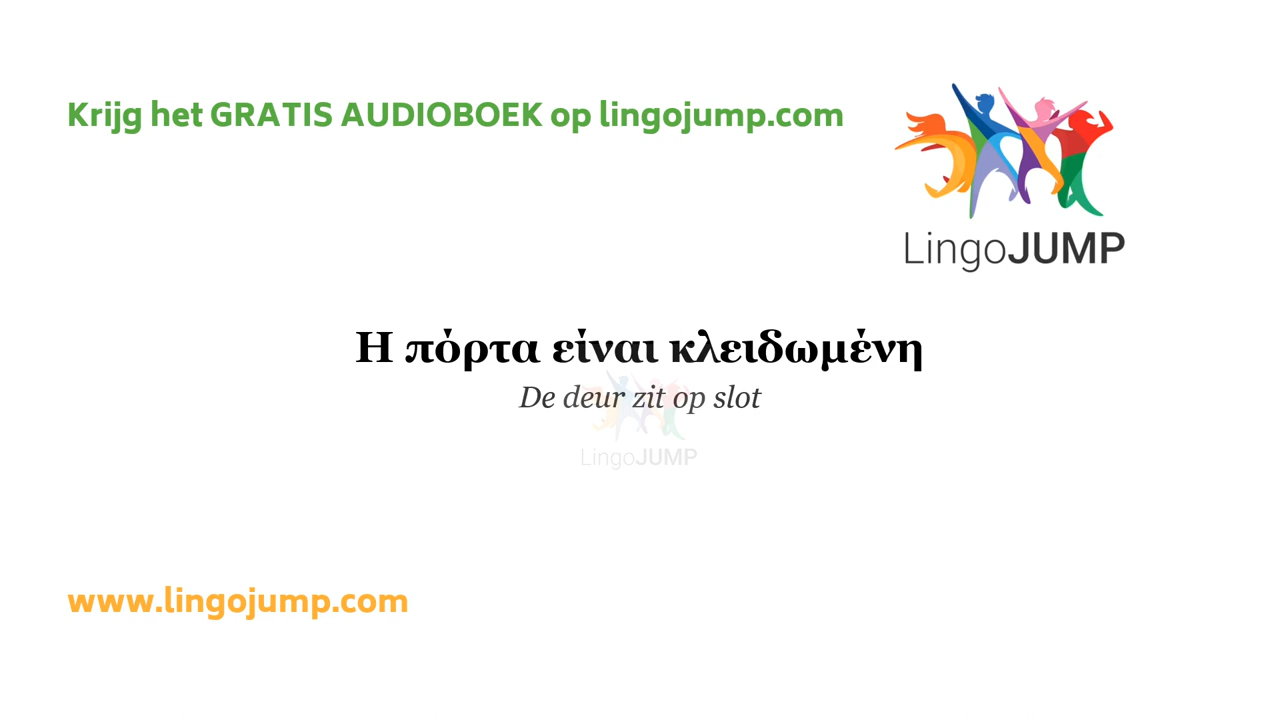 Krijg het GRATIS AUDIOBOEK op lingojump.com
LingoJUMP
Η πόρτα είναι κλειδωμένη
De deur zit op slot
LingoJUMP
www.lingojump.com